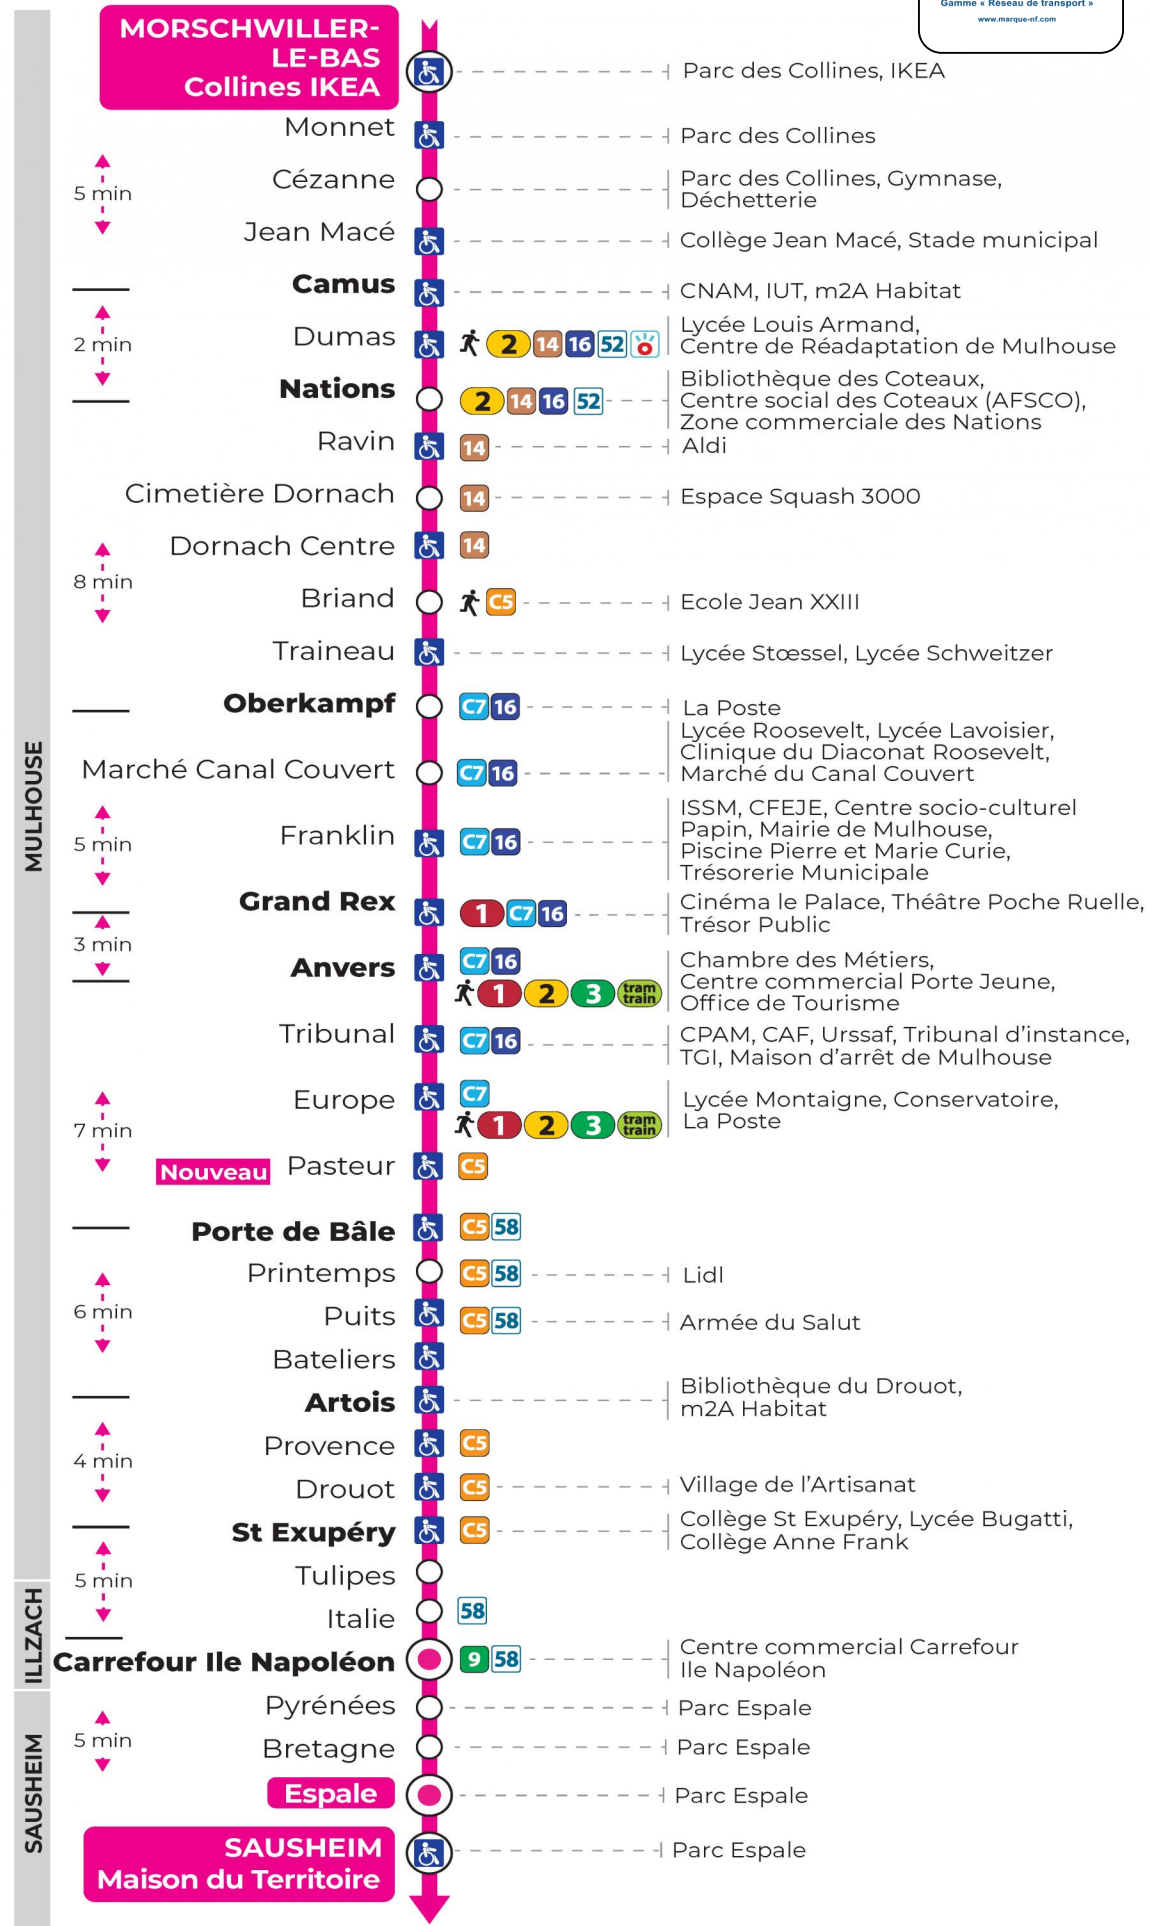 Gamme « Réseau de transport »
www.marque-nf.com
MORSCHWILLER-
LE-BAS
Collines IKEA
Parc des Collines, IKEA
Monnet
Parc des Collines
Cézanne
Parc des Collines, Gymnase,
Déchetterie
5 min
Jean Macé
Collège Jean Macé, Stade municipal
Camus
CNAM, IUT, m2A Habitat
2 min
Dumas
2 14 16 52
Lycée Louis Armand,
Centre de Réadaptation de Mulhouse
Nations
2 14 16 52
Bibliothèque des Coteaux,
Centre social des Coteaux (AFSCO),
Zone commerciale des Nations
Ravin
14
Aldi
Cimetière Dornach
14
Espace Squash 3000
Dornach Centre
14
8 min
Briand
C5
Ecole Jean XXIII
Traineau
Lycée Stœssel, Lycée Schweitzer
Oberkampf
C7 16
La Poste
Marché Canal Couvert
C7 16
Lycée Roosevelt, Lycée Lavoisier,
Clinique du Diaconat Roosevelt,
Marché du Canal Couvert
MULHOUSE
5 min
Franklin
C7 16
ISSM, CFEJE, Centre socio-culturel
Papin, Mairie de Mulhouse,
Piscine Pierre et Marie Curie,
Trésorerie Municipale
Grand Rex
1 C7 16
Cinéma le Palace, Théâtre Poche Ruelle,
Trésor Public
3 min
Anvers
C7 16
1 2 3 tram train
Chambre des Métiers,
Centre commercial Porte Jeune,
Office de Tourisme
Tribunal
C7 16
CPAM, CAF, Urssaf, Tribunal d'instance,
TGI, Maison d'arrêt de Mulhouse
7 min
Europe
C7
1 2 3 tram train
Lycée Montaigne, Conservatoire,
La Poste
Nouveau
Pasteur
C5
Porte de Bâle
C5 58
Printemps
C5 58
Lidl
6 min
Puits
C5 58
Armée du Salut
Bateliers
Artois
Bibliothèque du Drouot,
m2A Habitat
Provence
C5
4 min
Drouot
C5
Village de l'Artisanat
St Exupéry
C5
Collège St Exupéry, Lycée Bugatti,
Collège Anne Frank
5 min
Tulipes
Italie
58
ILLZACH
Carrefour Ile Napoléon
9 58
Centre commercial Carrefour
Ile Napoléon
Pyrénées
Parc Espale
5 min
Bretagne
Parc Espale
Espale
Parc Espale
SAUSHEIM
SAUSHEIM
Maison du Territoire
Parc Espale